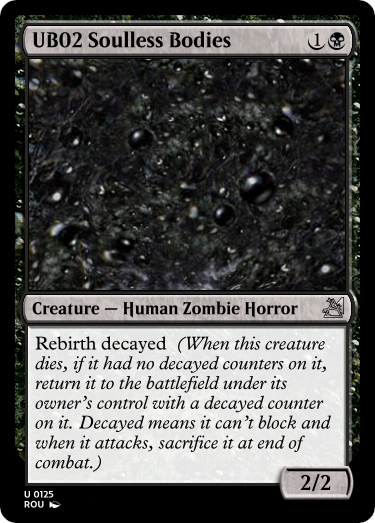 UB02 Soulless Bodies 1
Creature — Human Zombie Horror
Rebirth decayed (When this creature
dies, if it had no decayed counters on it,
return it to the battlefield under its
owner's control with a decayed counter
on it. Decayed means it can't block and
when it attacks, sacrifice it at end of
combat.)
2/2
U 0125
ROU